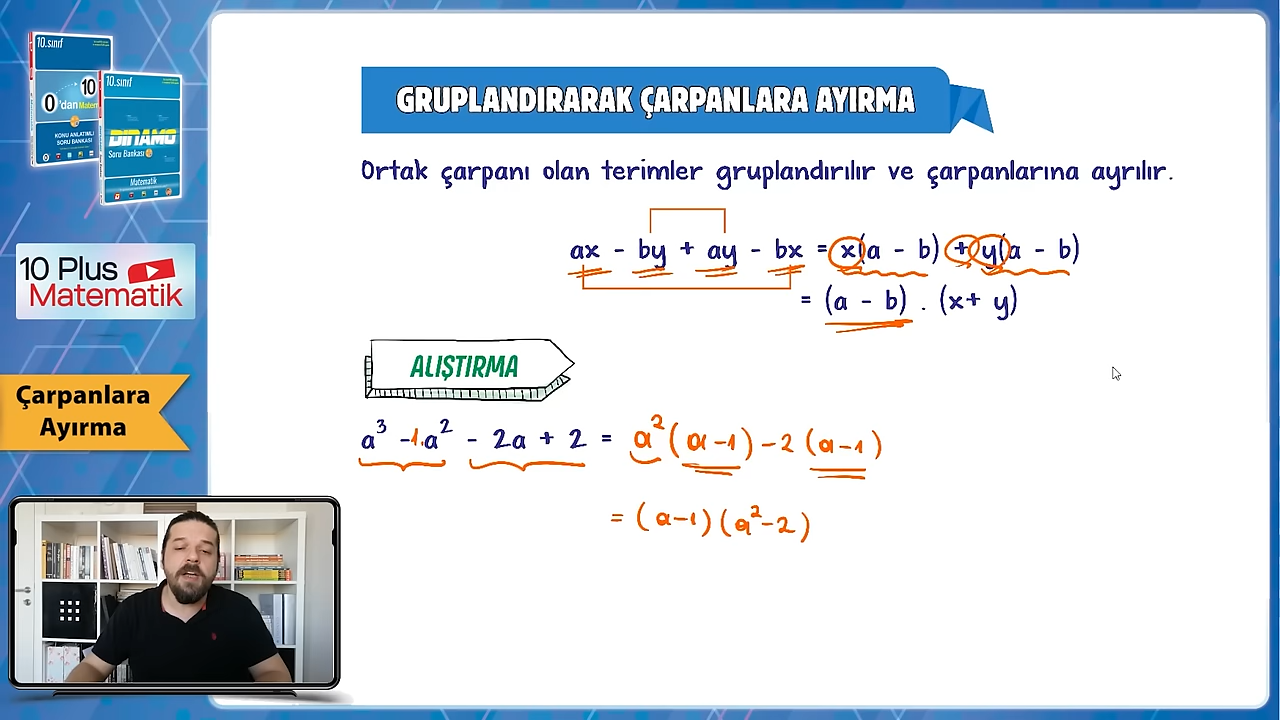 10.sınıf
0 10
'dan Matem
KONU ANLATIMLI
SORU BANKASI
10.sınıf
DİNAMO
Soru Bankası
Matematik
10 Plus
Matematik
Çarpanlara
Ayırma
GRUPLANDIRARAK ÇARPANLARA AYIRMA
Ortak çarpanı olan terimler gruplandırılır ve çarpanlarına ayrılır.
ax - by + ay - bx = x(a - b) + y(a - b)
= (a - b) . (x + y)
ALIŞTIRMA
a³ -1.a² - 2a + 2 = a²(a-1) -2 (a-1)
= (a-1)(a²-2)